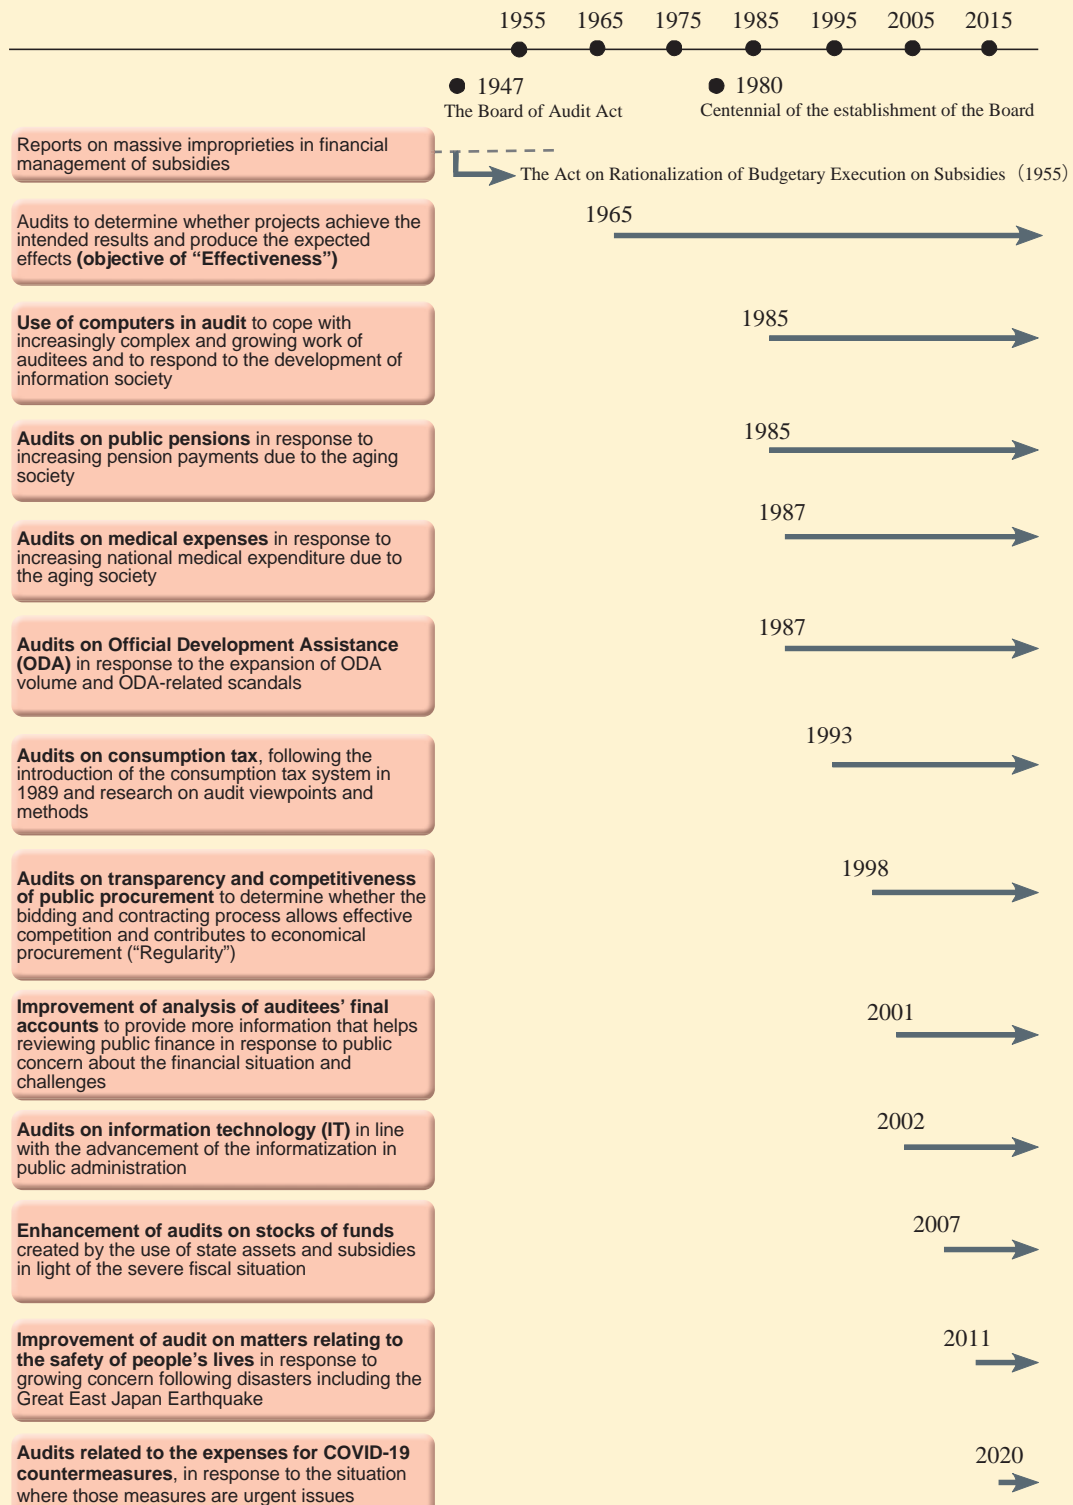 1955 1965 1975 1985 1995 2005 2015
1947
The Board of Audit Act
1980
Centennial of the establishment of the Board
Reports on massive improprieties in financial
management of subsidies
The Act on Rationalization of Budgetary Execution on Subsidies（1955）
Audits to determine whether projects achieve the
intended results and produce the expected
effects (objective of “Effectiveness”)
1965
Use of computers in audit to cope with
increasingly complex and growing work of
auditees and to respond to the development of
information society
1985
Audits on public pensions in response to
increasing pension payments due to the aging
society
1985
Audits on medical expenses in response to
increasing national medical expenditure due to
the aging society
1987
Audits on Official Development Assistance
(ODA) in response to the expansion of ODA
volume and ODA-related scandals
1987
Audits on consumption tax, following the
introduction of the consumption tax system in
1989 and research on audit viewpoints and
methods
1993
Audits on transparency and competitiveness
of public procurement to determine whether the
bidding and contracting process allows effective
competition and contributes to economical
procurement (“Regularity”)
1998
Improvement of analysis of auditees’ final
accounts to provide more information that helps
reviewing public finance in response to public
concern about the financial situation and
challenges
2001
Audits on information technology (IT) in line
with the advancement of the informatization in
public administration
2002
Enhancement of audits on stocks of funds
created by the use of state assets and subsidies
in light of the severe fiscal situation
2007
Improvement of audit on matters relating to
the safety of people’s lives in response to
growing concern following disasters including the
Great East Japan Earthquake
2011
Audits related to the expenses for COVID-19
countermeasures, in response to the situation
where those measures are urgent issues
2020